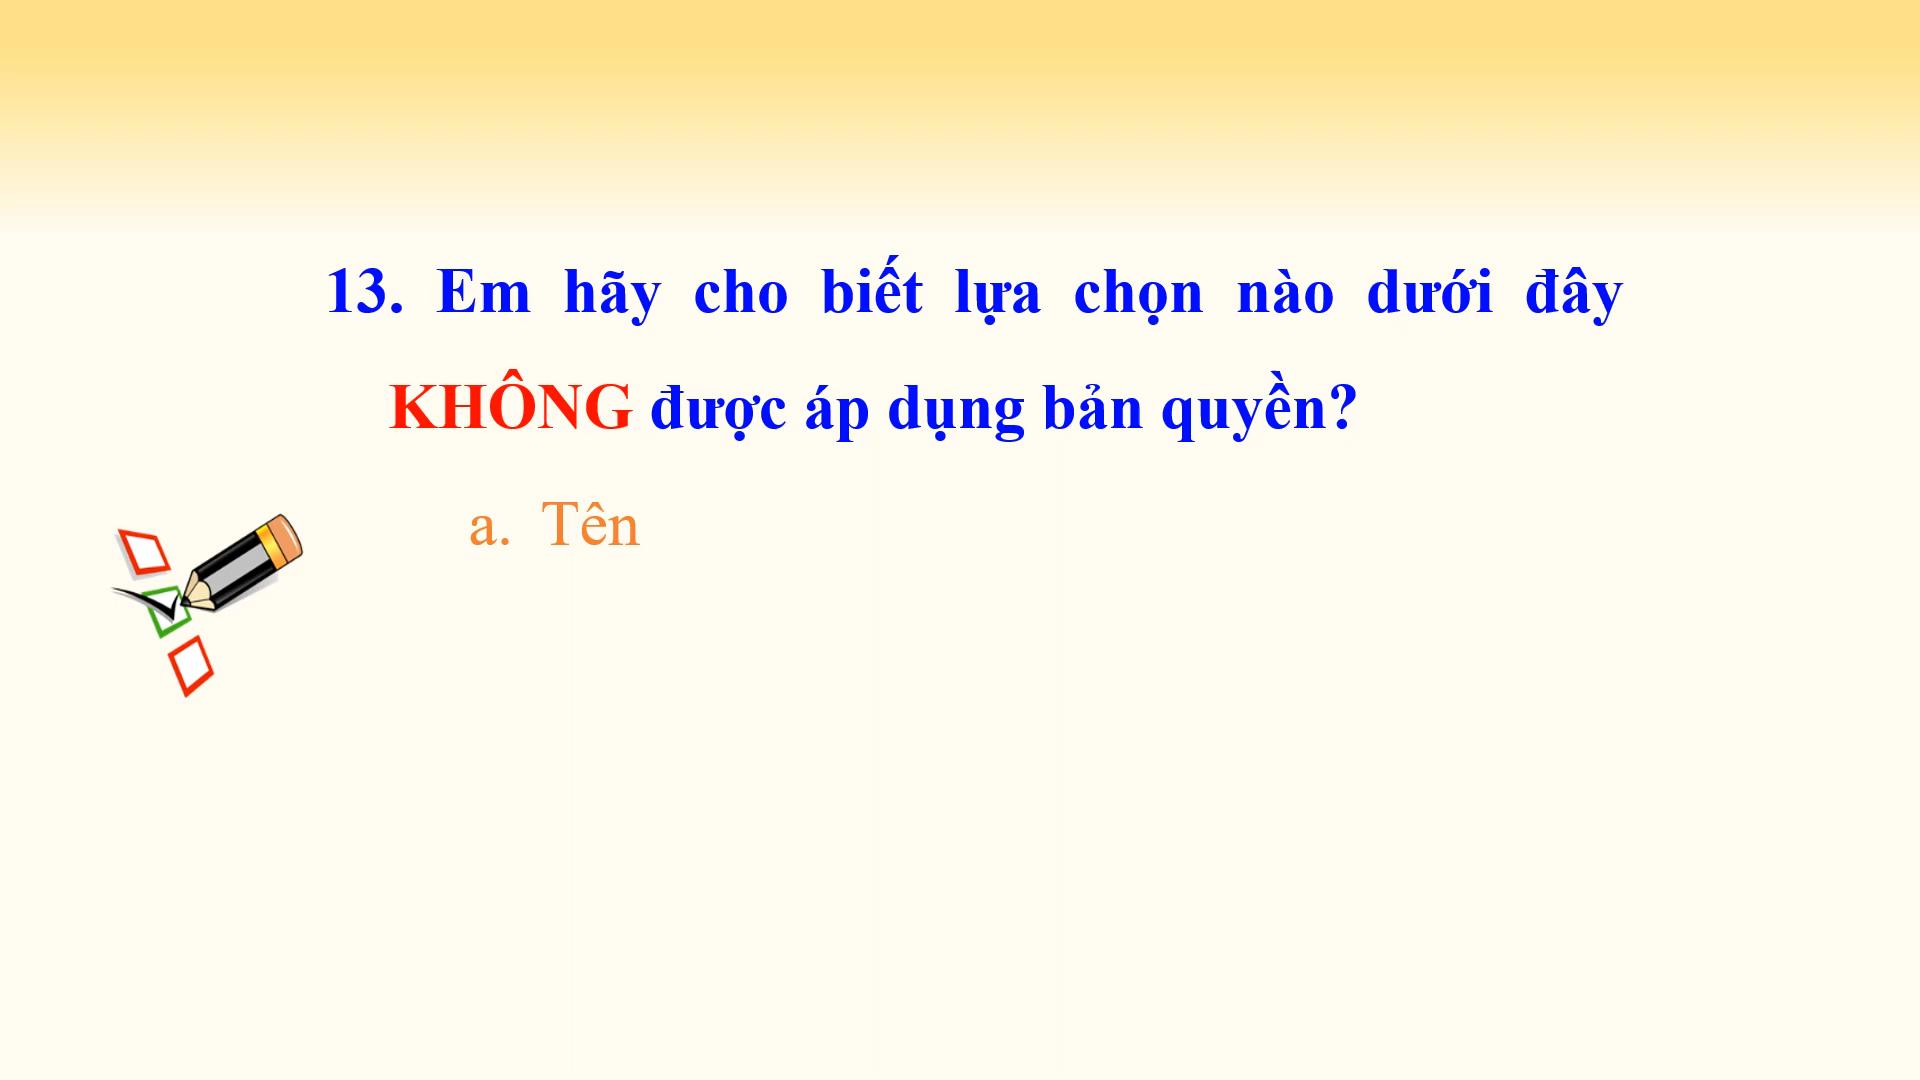 13. Em hãy cho biết lựa chọn nào dưới đây
KHÔNG được áp dụng bản quyền?
a. Tên